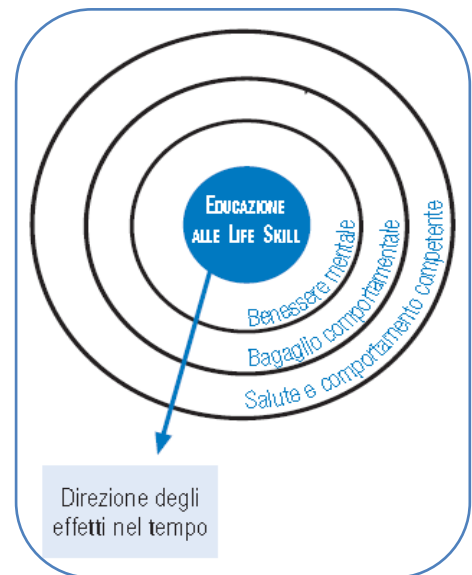 EDUCAZIONE
ALLE LIFE SKILL
Benessere mentale
Bagaglio comportamentale
Salute e comportamento competente
Direzione degli
effetti nel tempo